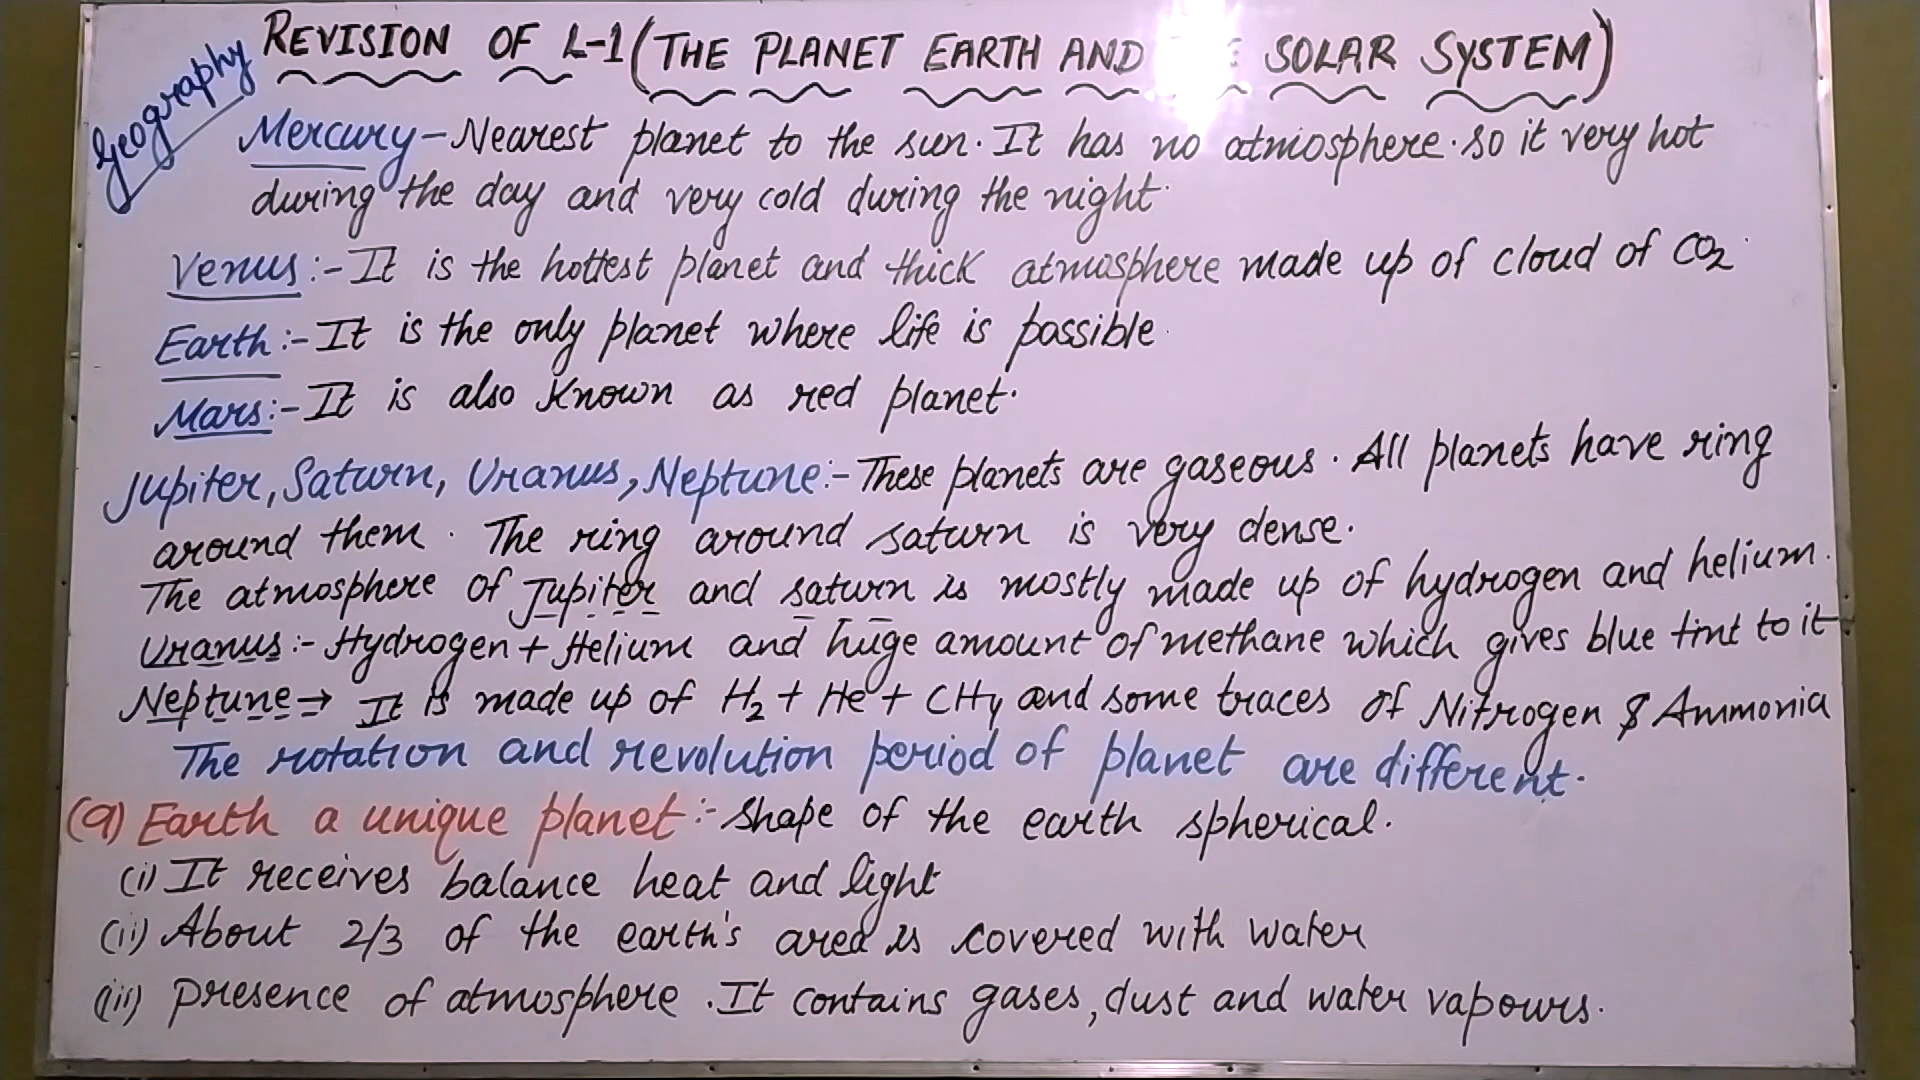 Geography
REVISION OF L-1 (THE PLANET EARTH AND SOLAR SYSTEM)
Mercury - Nearest planet to the sun. It has no atmosphere. so it very hot
during the day and very cold during the night.
Venus :- It is the hottest planet and thick atmosphere made up of cloud of CO2.
Earth :- It is the only planet where life is possible.
Mars :- It is also known as red planet.
Jupiter, Saturn, Uranus, Neptune :- These planets are gaseous. All planets have ring
around them. The ring around saturn is very dense.
The atmosphere of Jupiter and saturn is mostly made up of hydrogen and helium.
Uranus :- Hydrogen + Helium and huge amount of methane which gives blue tint to it
Neptune → It is made up of H2 + He + CH4 and some traces of Nitrogen & Ammonia
The rotation and revolution period of planet are different.
(9) Earth a unique planet :- shape of the earth spherical.
(i) It receives balance heat and light
(ii) About 2/3 of the earth's area is covered with water
(iii) presence of atmosphere. It contains gases, dust and water vapours.